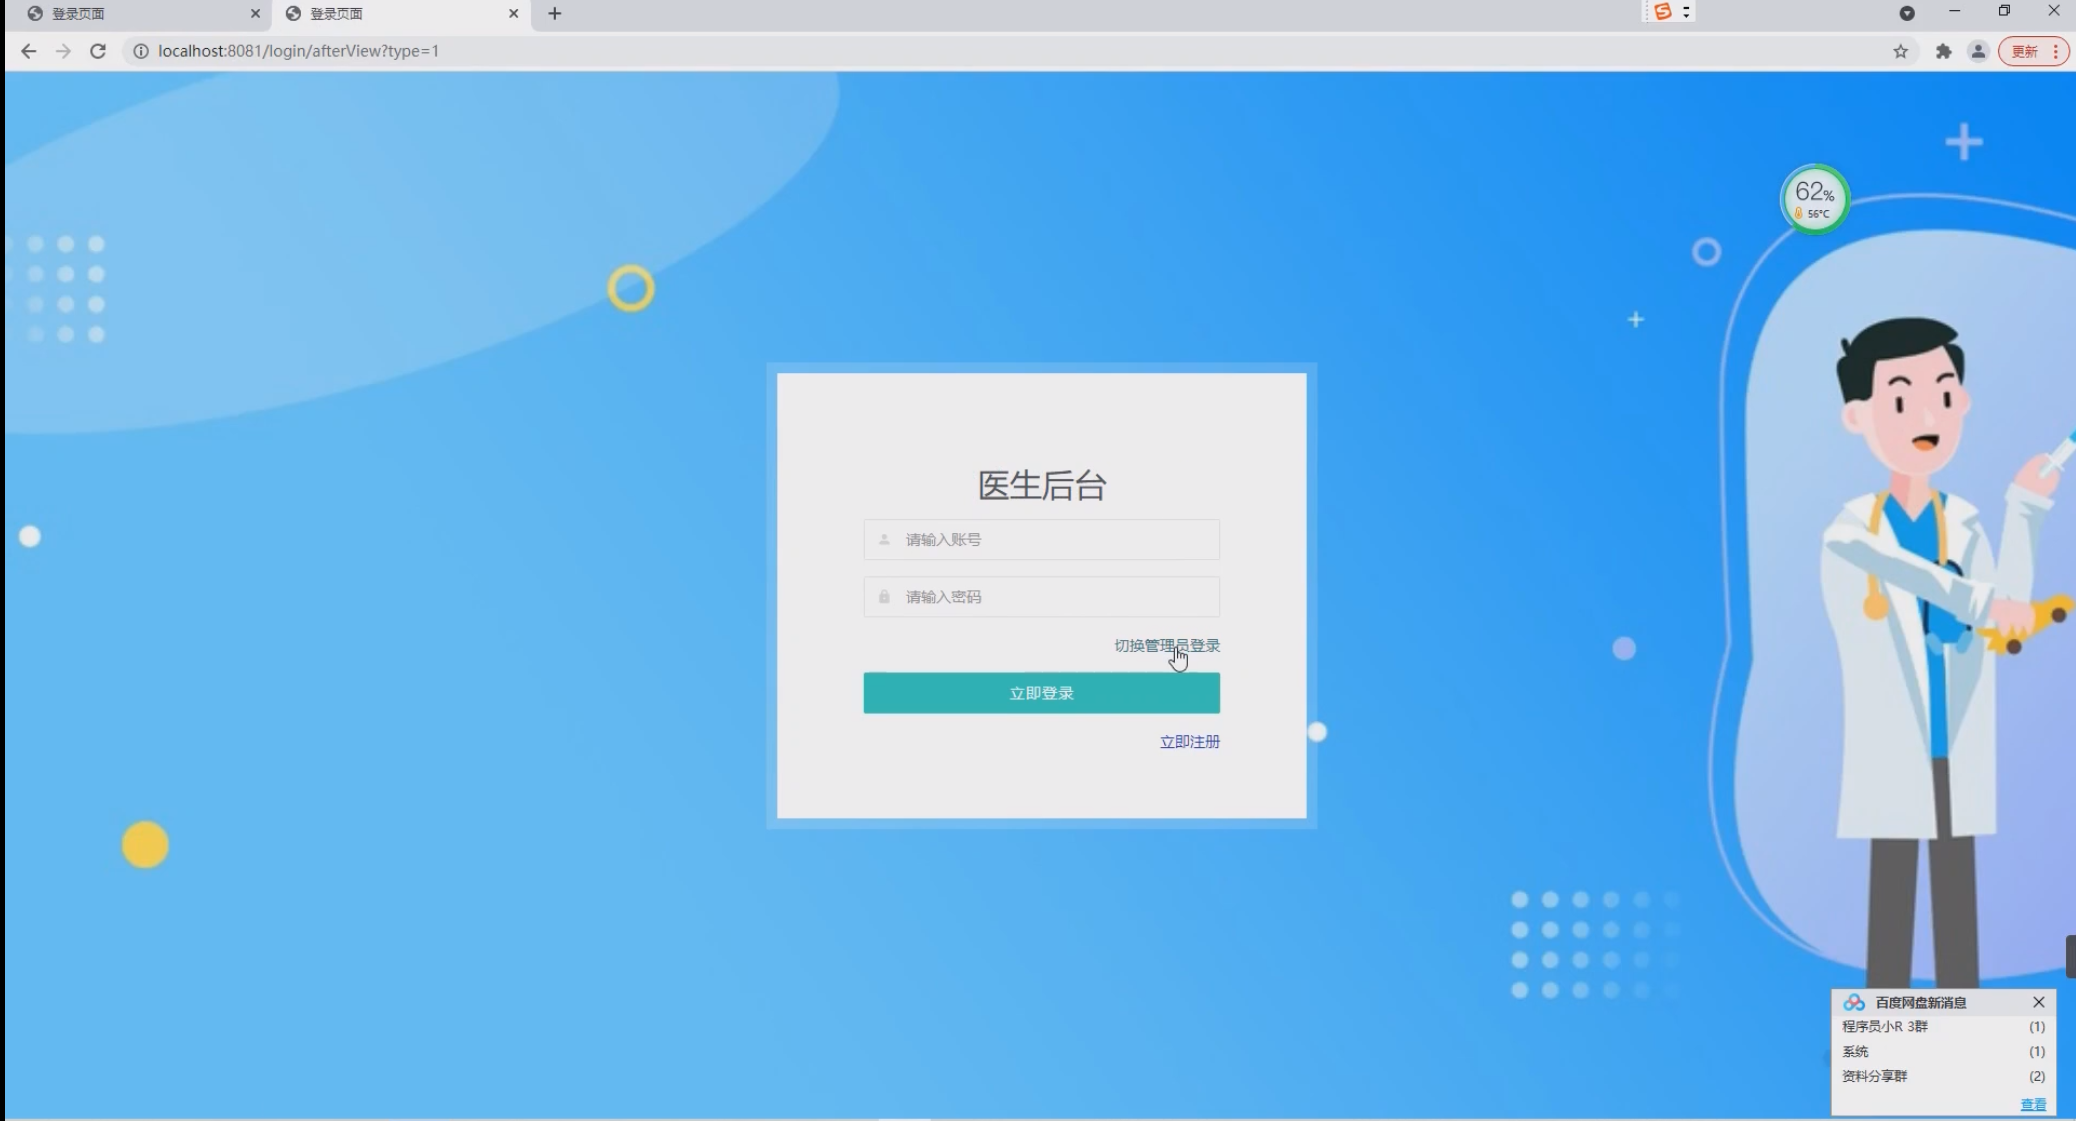 登录页面
登录页面
localhost:8081/login/afterView?type=1
更新
62%
56°C
医生后台
请输入账号
请输入密码
切换管理员登录
立即登录
立即注册
百度网盘新消息
程序员小R 3群 (1)
系统 (1)
资料分享群 (2)
查看